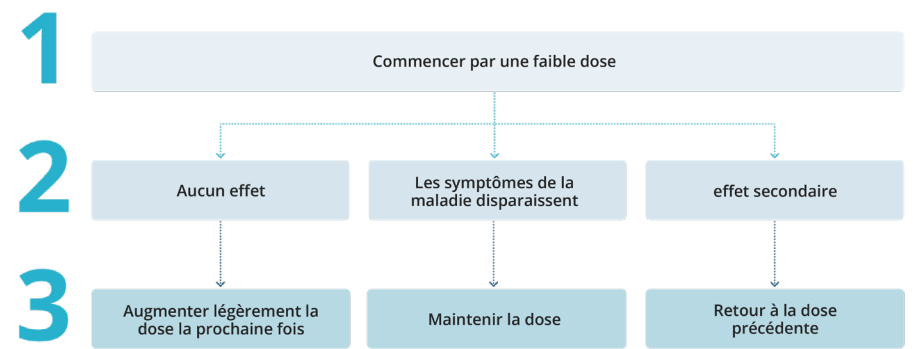 1
Commencer par une faible dose
2
Aucun effet
Les symptômes de la
maladie disparaissent
effet secondaire
3
Augmenter légèrement la
dose la prochaine fois
Maintenir la dose
Retour à la dose
précédente